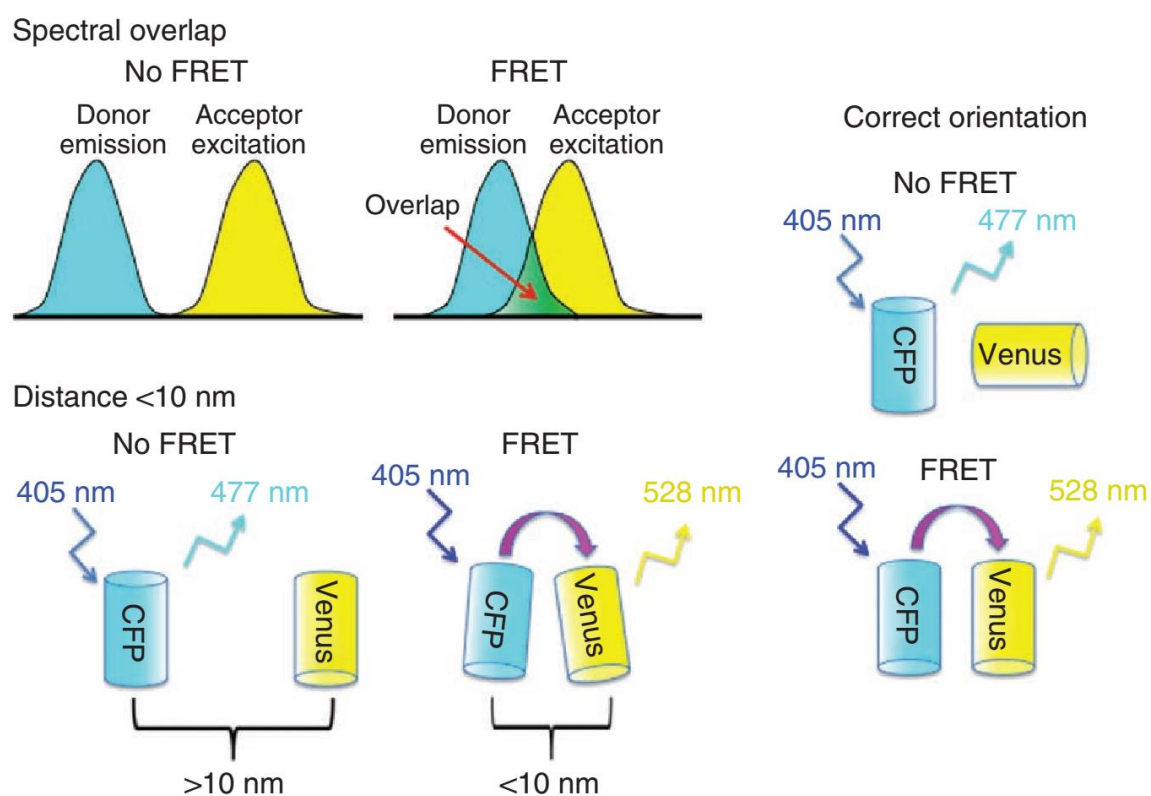 Spectral overlap
No FRET
Donor emission
Acceptor excitation
FRET
Donor emission
Acceptor excitation
Overlap
Correct orientation
No FRET
405 nm
477 nm
CFP
Venus
Distance <10 nm
No FRET
405 nm
477 nm
CFP
Venus
>10 nm
FRET
405 nm
528 nm
CFP
Venus
<10 nm
FRET
405 nm
528 nm
CFP
Venus